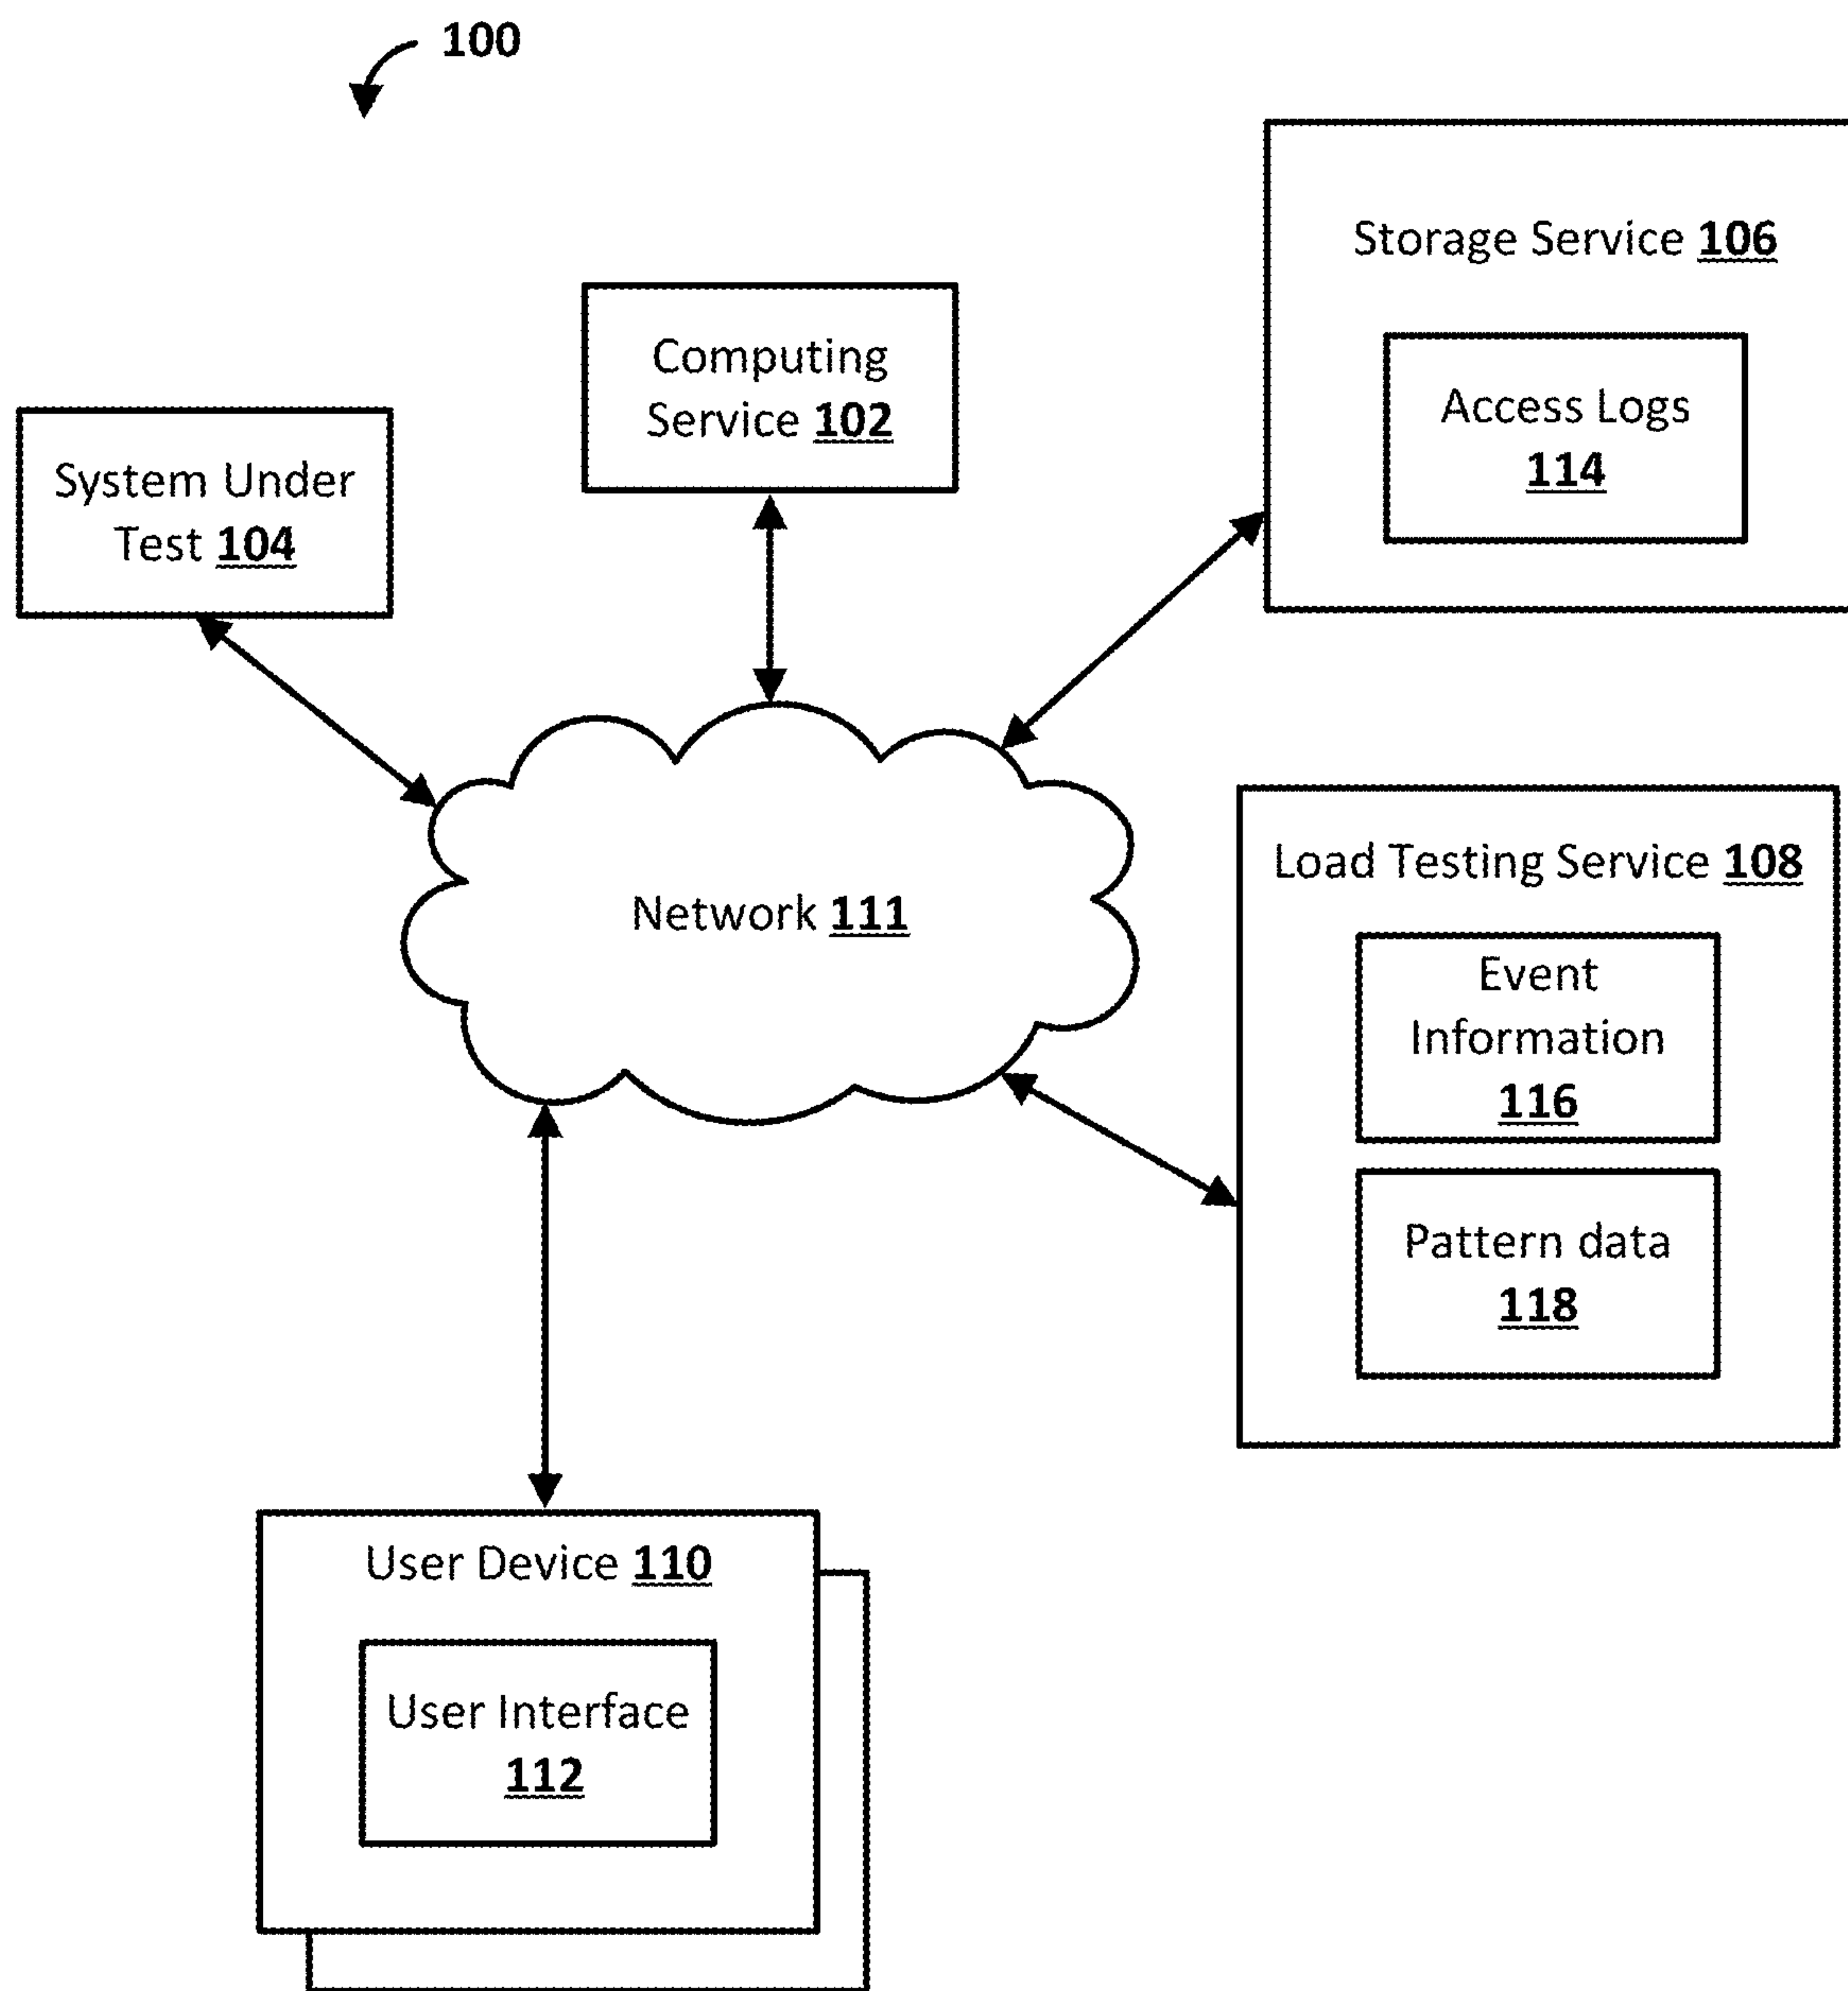 100
Storage Service 106
Access Logs
114
Computing
Service 102
System Under
Test 104
Network 111
Load Testing Service 108
Event
Information
116
Pattern data
118
User Device 110
User Interface
112